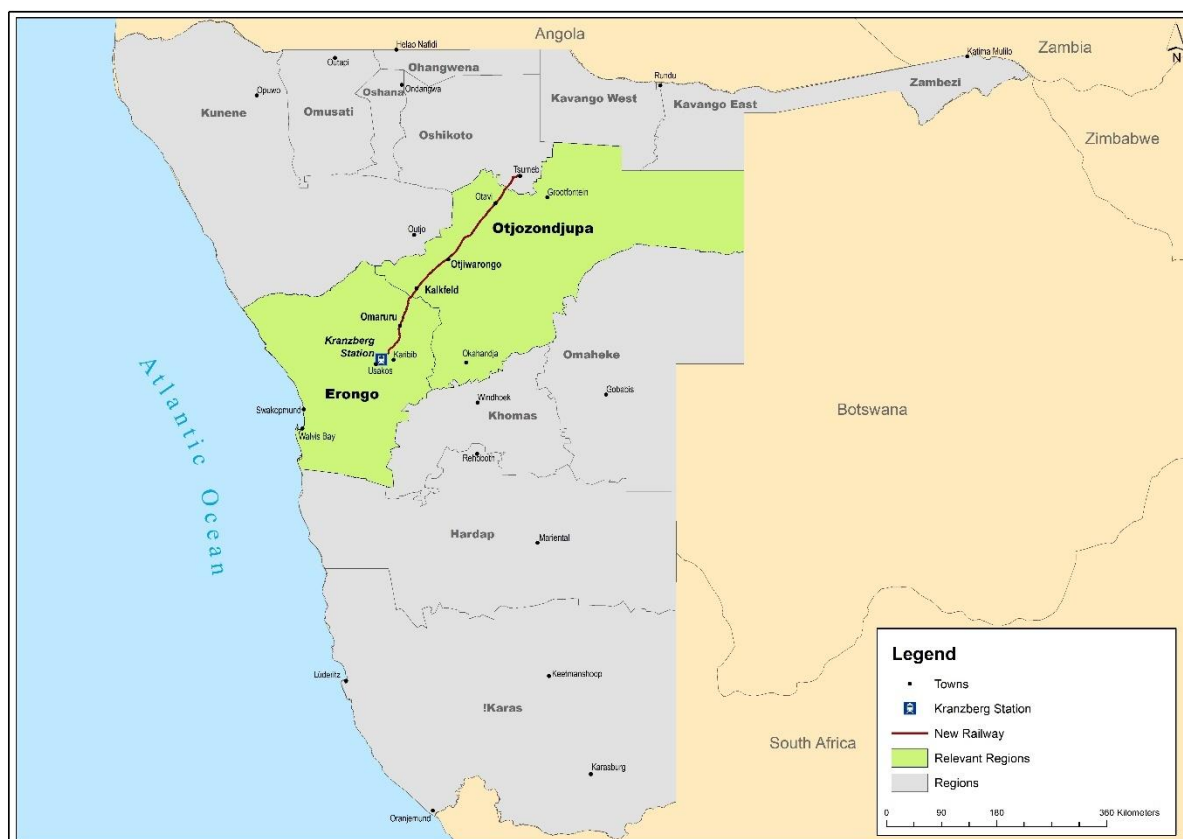 Angola
Zambia
N
Helao Nafidi
Katima Mulilo
Outapi
Ohangwena
Rundu
Zambezi
Opuwo
Oshana
Ondangwa
Kunene
Omusati
Kavango West
Kavango East
Oshikoto
Zimbabwe
Tsumeb
Otavi
Grootfontein
Outjo
Otjozondjupa
Otjiwarongo
Kalkfeld
Omaruru
Kranzberg
Station
Karibib
Usakos
Okahandja
Omaheke
Erongo
Gobabis
Windhoek
Swakopmund
Khomas
Botswana
Walvis Bay
Rehoboth
Atlantic Ocean
Hardap
Mariental
Lüderitz
Keetmanshoop
!Karas
South Africa
Karasburg
Oranjemund
Legend
Towns
Kranzberg Station
New Railway
Relevant Regions
Regions
0 90 180 360 Kilometers